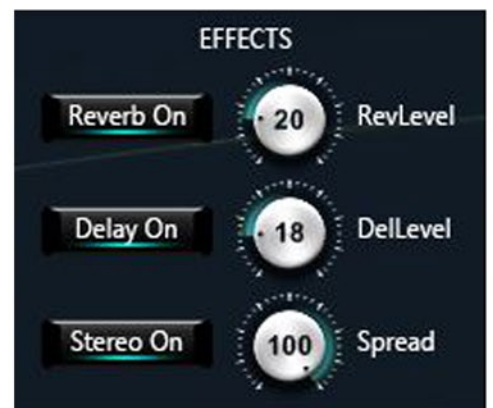 EFFECTS
Reverb On 20 RevLevel
Delay On 18 DelLevel
Stereo On 100 Spread